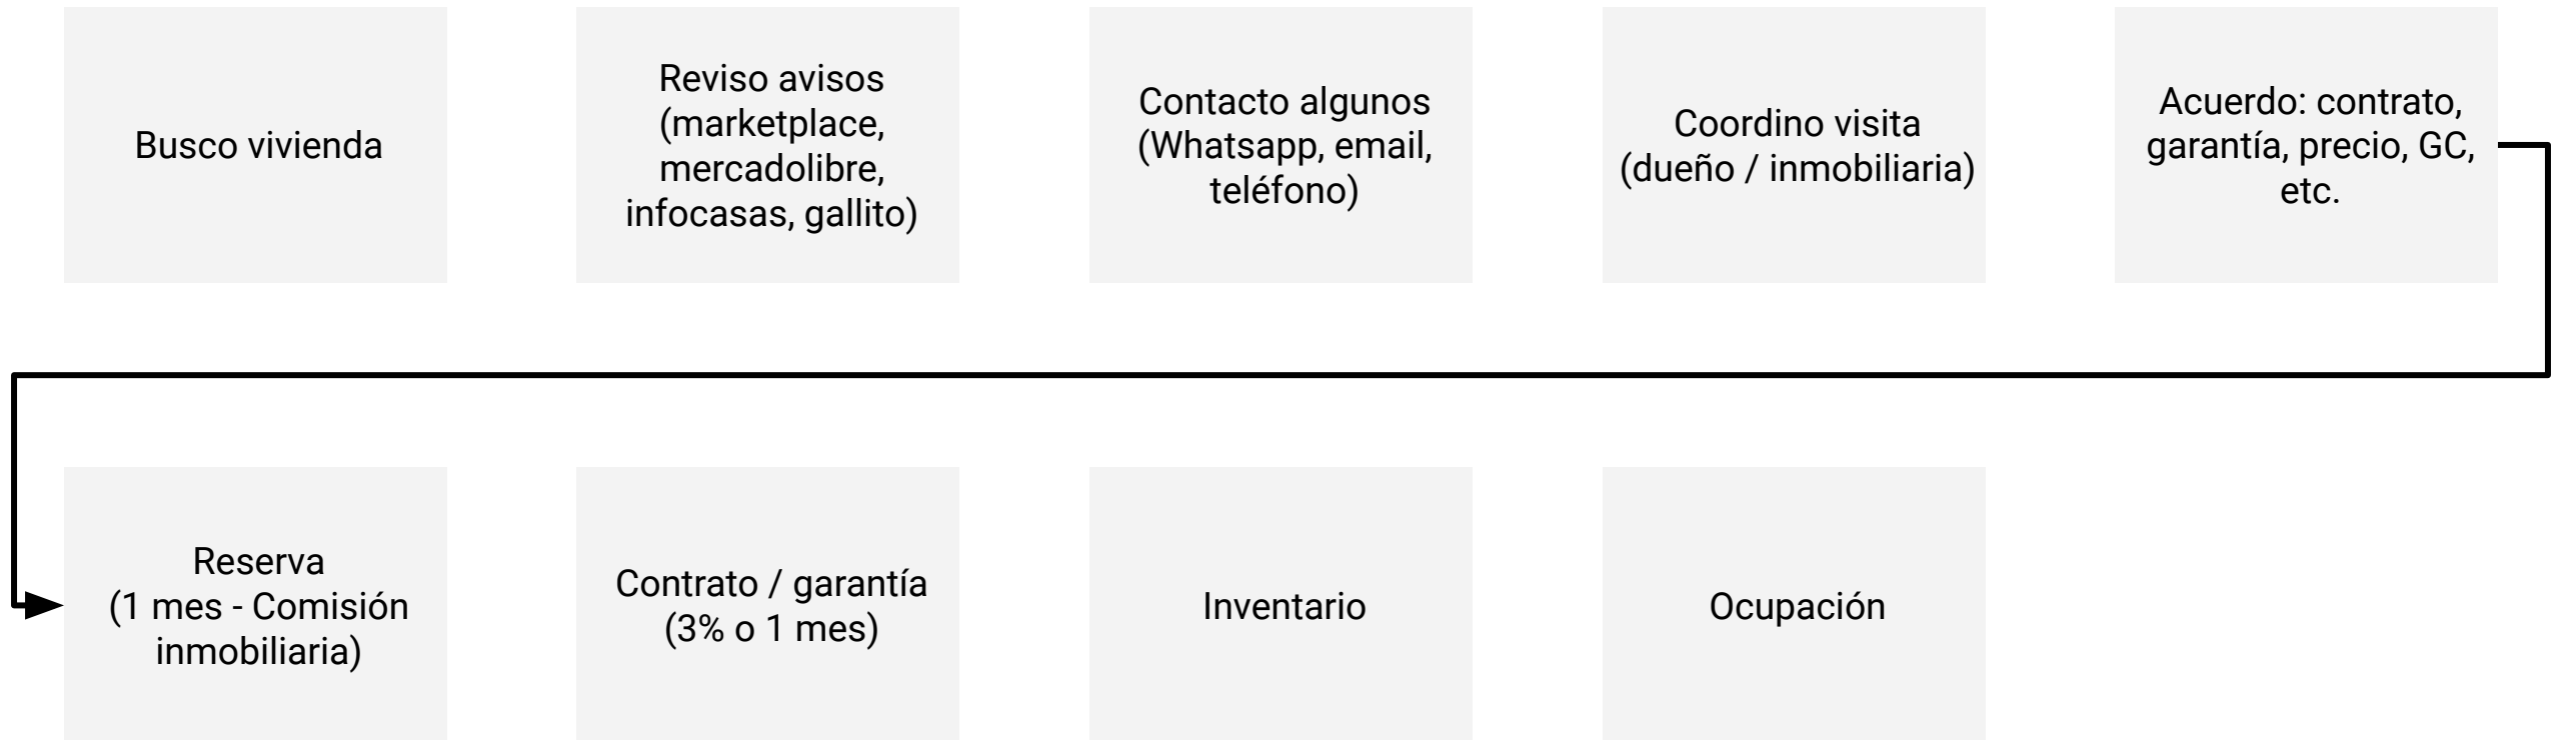 Busco vivienda
Reviso avisos
(marketplace,
mercadolibre,
infocasas, gallito)
Contacto algunos
(Whatsapp, email,
teléfono)
Coordino visita
(dueño / inmobiliaria)
Acuerdo: contrato,
garantía, precio, GC,
etc.
Reserva
(1 mes - Comisión
inmobiliaria)
Contrato / garantía
(3% o 1 mes)
Inventario
Ocupación